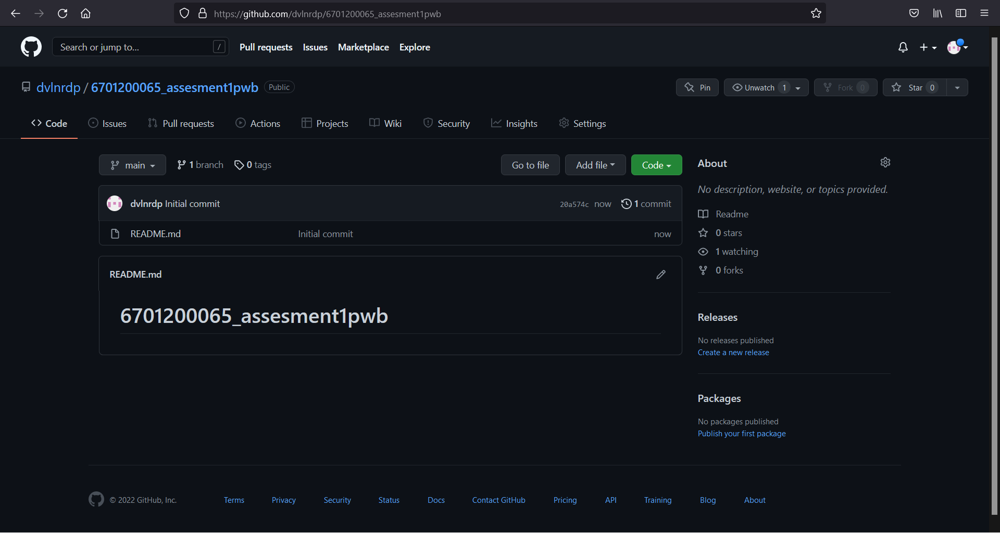 https://github.com/dvlnrdp/6701200065_assesment1pwb
Search or jump to... / Pull requests Issues Marketplace Explore
dvlnrdp / 6701200065_assesment1pwb Public Pin Unwatch 1 Fork 0 Star 0
Code Issues Pull requests Actions Projects Wiki Security Insights Settings
main 1 branch 0 tags Go to file Add file Code
dvlnrdp Initial commit 20a574c now 1 commit
README.md Initial commit now
README.md
6701200065_assesment1pwb
About
No description, website, or topics provided.
Readme
0 stars
1 watching
0 forks
Releases
No releases published
Create a new release
Packages
No packages published
Publish your first package
© 2022 GitHub, Inc. Terms Privacy Security Status Docs Contact GitHub Pricing API Training Blog About